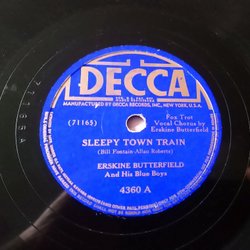 DECCA
MANUFACTURED BY DECCA RECORDS, INC., NEW YORK, U.S.A.
Fox Trot
(71165)
Vocal Chorus by
Erskine Butterfield
SLEEPY TOWN TRAIN
(Bill Fontain-Allan Roberts)
ERSKINE BUTTERFIELD
And His Blue Boys
4360 A
71165A